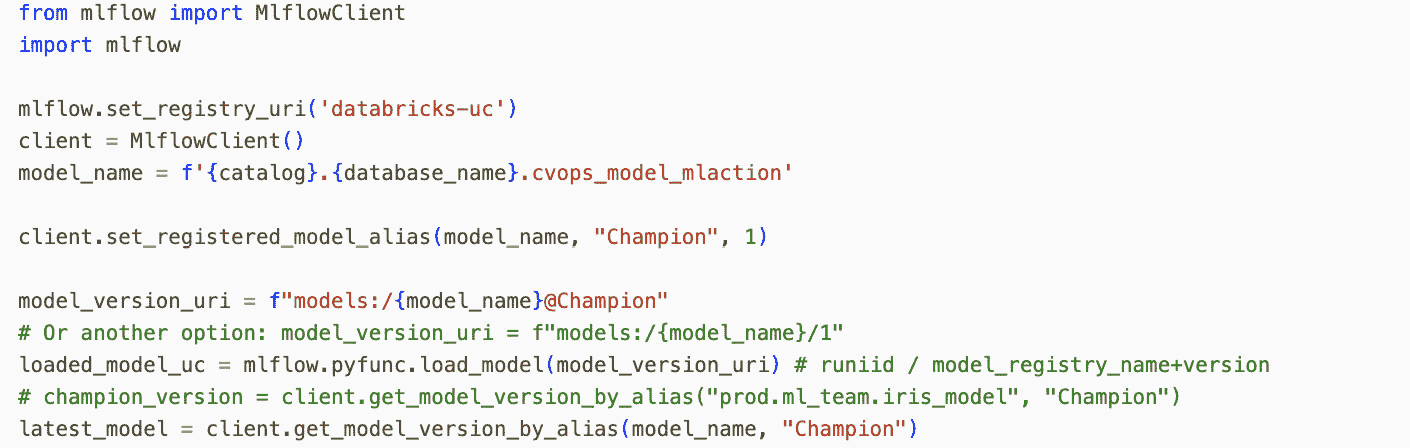 from mlflow import MlflowClient
import mlflow
mlflow.set_registry_uri('databricks-uc')
client = MlflowClient()
model_name = f'{catalog}.{database_name}.cvops_model_mlaction'
client.set_registered_model_alias(model_name, "Champion", 1)
model_version_uri = f"models:/{model_name}@Champion"
# Or another option: model_version_uri = f"models:/{model_name}/1"
loaded_model_uc = mlflow.pyfunc.load_model(model_version_uri) # runiid / model_registry_name+version
# champion_version = client.get_model_version_by_alias("prod.ml_team.iris_model", "Champion")
latest_model = client.get_model_version_by_alias(model_name, "Champion")